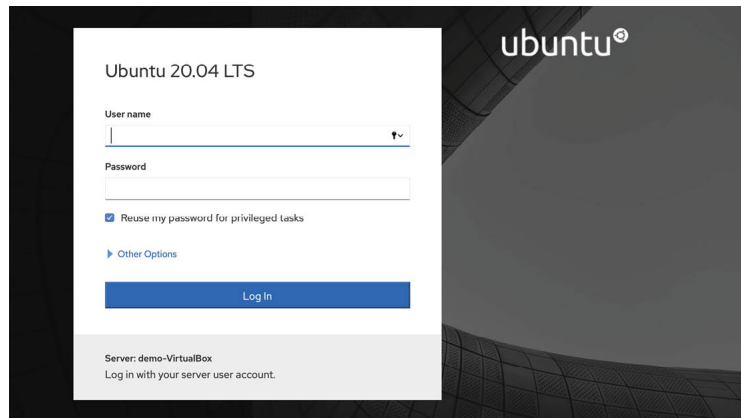 ubuntu
Ubuntu 20.04 LTS
User name
Password
Reuse my password for privileged tasks
Other Options
Log In
Server: demo-VirtualBox
Log in with your server user account.